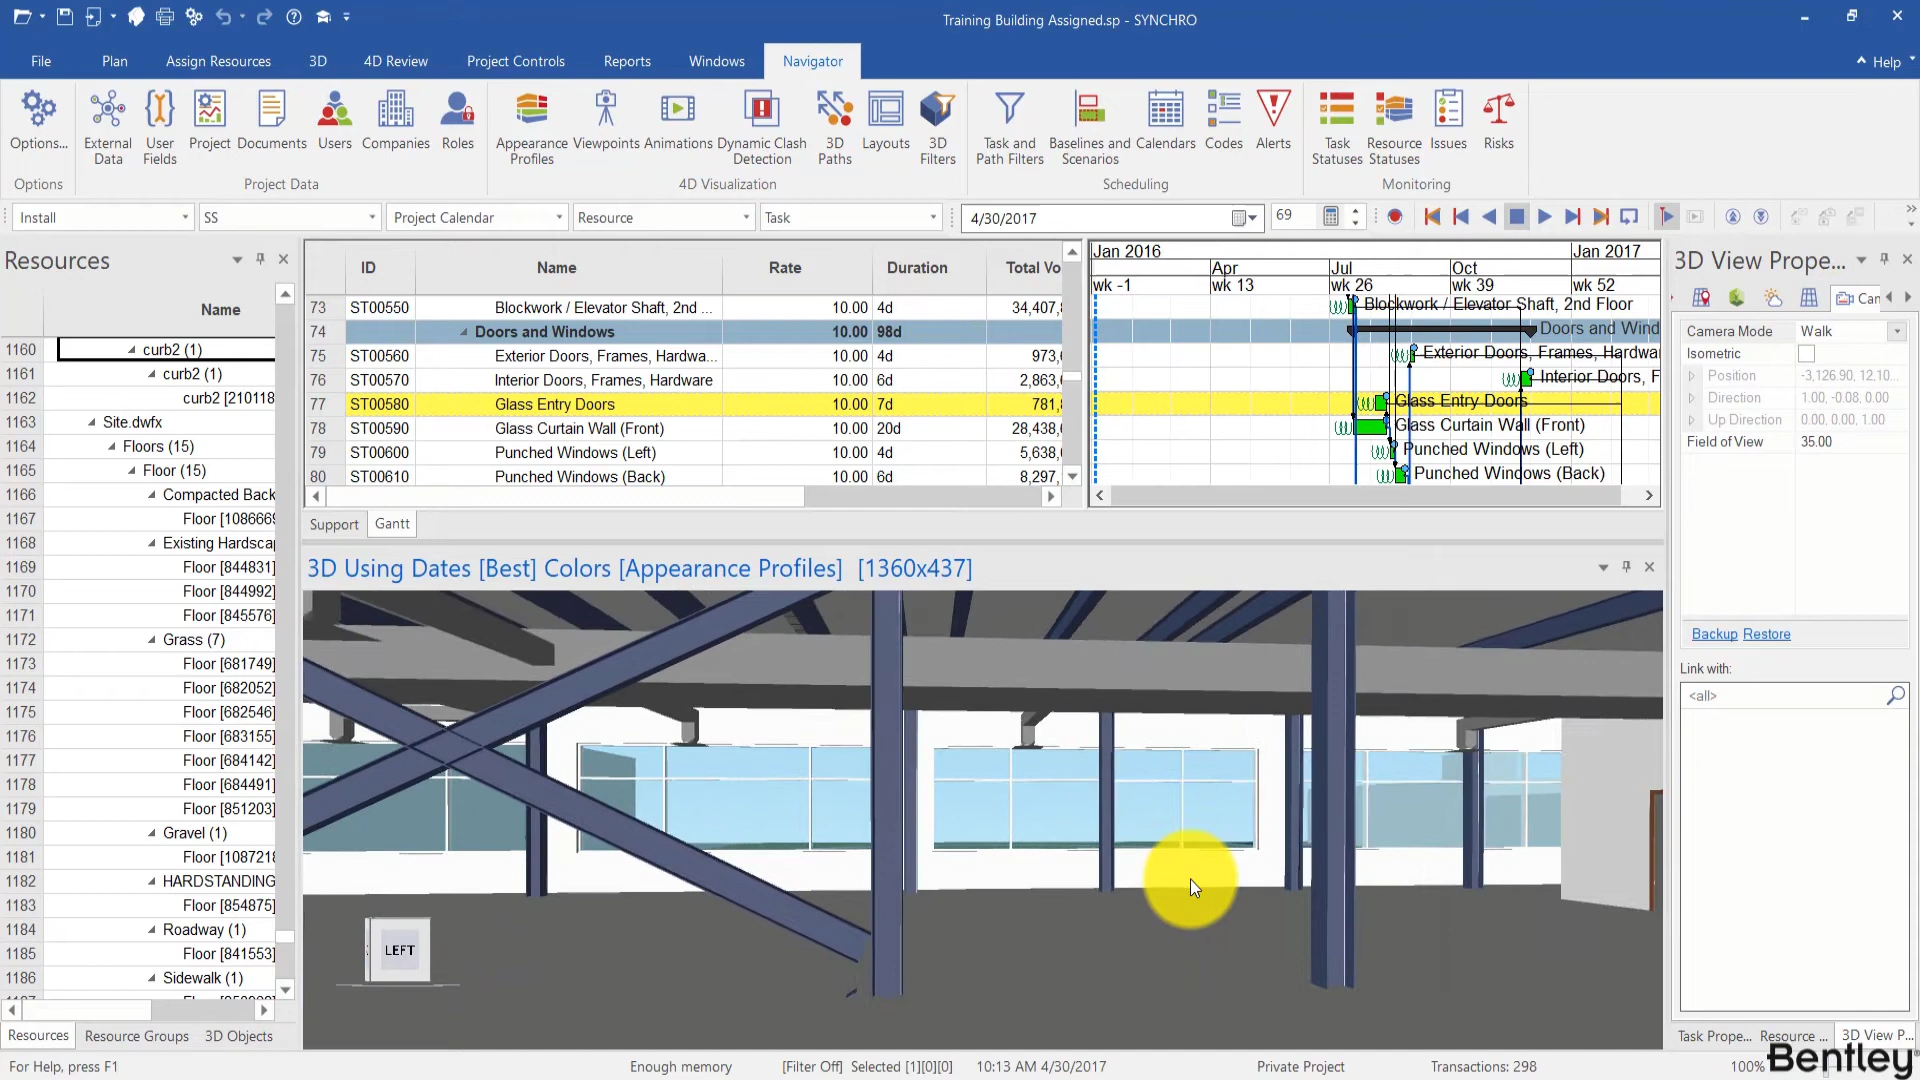 Training Building Assigned.sp - SYNCHRO
File Plan Assign Resources 3D 4D Review Project Controls Reports Windows Navigator Help
Options... External Data User Fields Project Documents Users Companies Roles Appearance Profiles Viewpoints Animations Dynamic Clash Detection 3D Paths Layouts 3D Filters Task and Path Filters Baselines and Scenarios Calendars Codes Alerts Task Statuses Resource Statuses Issues Risks
Options Project Data 4D Visualization Scheduling Monitoring
Install SS Project Calendar Resource Task 4/30/2017 69
Resources
Name
1160 curb2 (1)
1161 curb2 (1)
1162 curb2 [210118
1163 Site.dwfx
1164 Floors (15)
1165 Floor (15)
1166 Compacted Back
1167 Floor [1086669
1168 Existing Hardsca
1169 Floor [844831]
1170 Floor [844992]
1171 Floor [845576]
1172 Grass (7)
1173 Floor [681749]
1174 Floor [682052]
1175 Floor [682546]
1176 Floor [683155]
1177 Floor [684142]
1178 Floor [684491]
1179 Floor [851203]
1180 Gravel (1)
1181 Floor [1087218
1182 HARDSTANDING
1183 Floor [854875]
1184 Roadway (1)
1185 Floor [841553]
1186 Sidewalk (1)
Resources Resource Groups 3D Objects
ID Name Rate Duration Total Vo
73 ST00550 Blockwork / Elevator Shaft, 2nd ... 10.00 4d 34,407,8
74 Doors and Windows 10.00 98d
75 ST00560 Exterior Doors, Frames, Hardwa... 10.00 4d 973,
76 ST00570 Interior Doors, Frames, Hardware 10.00 6d 2,863,
77 ST00580 Glass Entry Doors 10.00 7d 781,
78 ST00590 Glass Curtain Wall (Front) 10.00 20d 28,438,
79 ST00600 Punched Windows (Left) 10.00 4d 5,638,
80 ST00610 Punched Windows (Back) 10.00 6d 8,297,
Support Gantt
Jan 2016 Jan 2017
Apr Jul Oct
wk -1 wk 13 wk 26 wk 39 wk 52
Blockwork / Elevator Shaft, 2nd Floor
Doors and Wind
Exterior Doors, Frames, Hardwa
Interior Doors, F
Glass Entry Doors
Glass Curtain Wall (Front)
Punched Windows (Left)
Punched Windows (Back)
3D Using Dates [Best] Colors [Appearance Profiles] [1360x437]
LEFT
3D View Prope...
Can
Camera Mode Walk
Isometric
Position -3,126.90, 12,10...
Direction 1.00, -0.08, 0.00
Up Direction 0.00, 0.00, 1.00
Field of View 35.00
Backup Restore
Link with:
<all>
Task Prope... Resource ... 3D View P...
For Help, press F1 Enough memory [Filter Off] Selected [1][0][0] 10:13 AM 4/30/2017 Private Project Transactions: 298 100%
Bentley